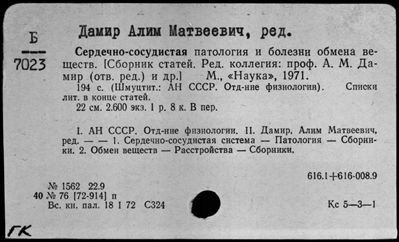 Б
7023
Дамир Алим Матвеевич, ред.
Сердечно-сосудистая патология и болезни обмена ве-
ществ. [Сборник статей. Ред. коллегия: проф. А. М. Да-
мир (отв. ред.) и др.] М., «Наука», 1971.
194 с. (Шмуцтит.: АН СССР. Отд-ние физиологии). Списки
лит. в конце статей.
22 см. 2.600 экз. 1 р. 8 к. В пер.
I. АН СССР. Отд-ние физиологии. II. Дамир, Алим Матвеевич,
ред. — — 1. Сердечно-сосудистая система — Патология — Сборни-
ки. 2. Обмен веществ — Расстройства — Сборники.
616.1+616-008.9
№ 1562 22.9
40 № 76 [72-914] п
Вс. кн. пал. 18 I 72 С324
Кс 5—3—1
ГК